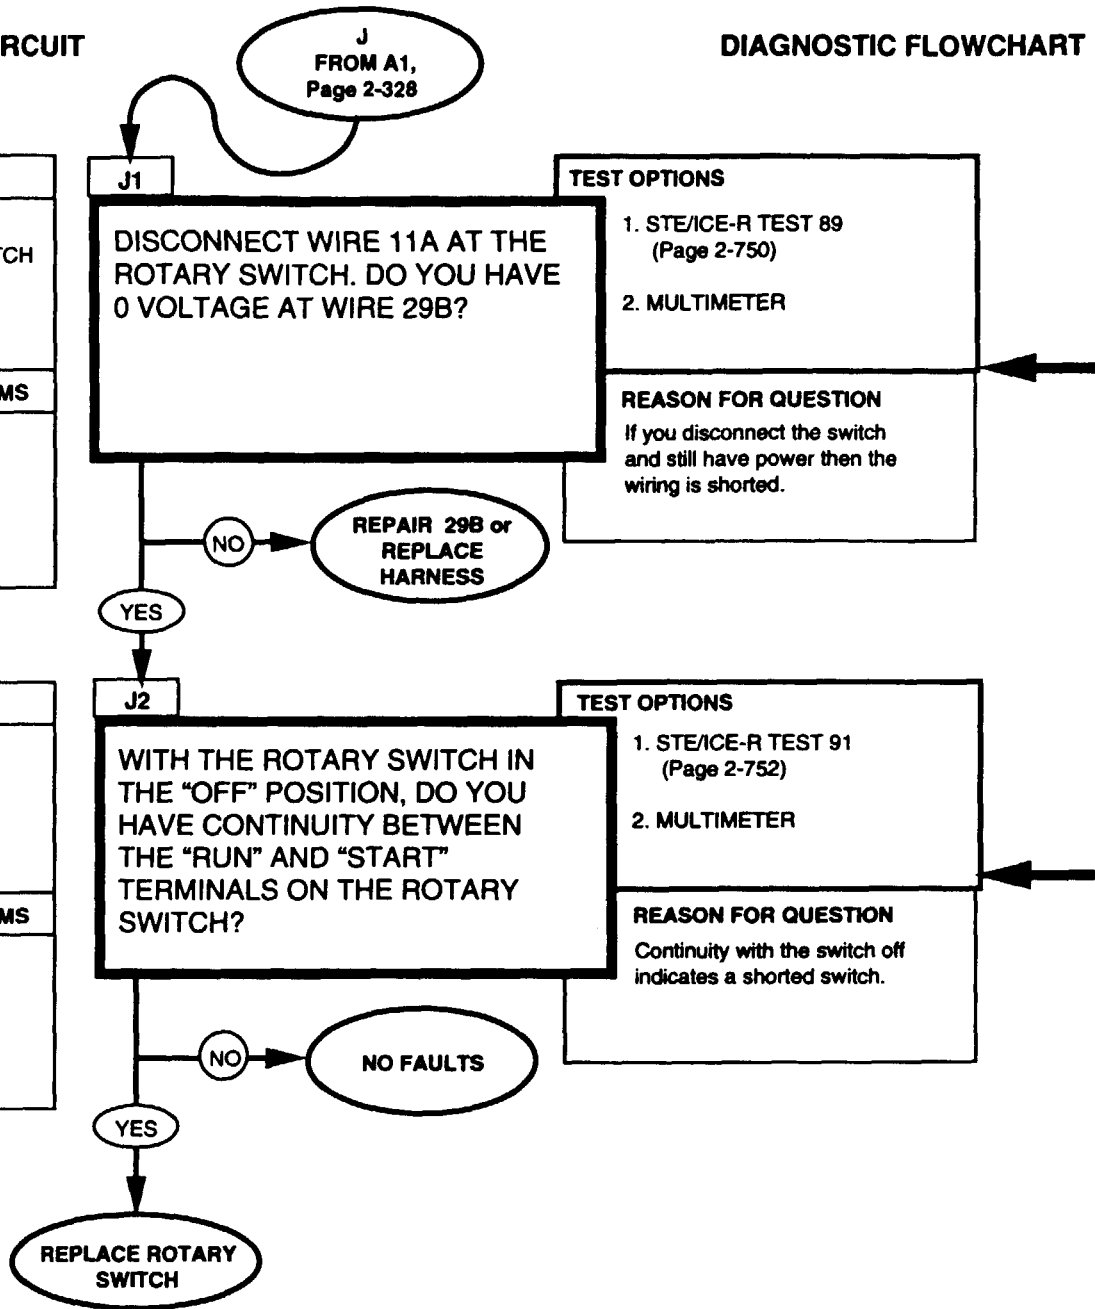 RCUIT
DIAGNOSTIC FLOWCHART
J
FROM A1,
Page 2-328
J1
TCH
MS
DISCONNECT WIRE 11A AT THE
ROTARY SWITCH. DO YOU HAVE
0 VOLTAGE AT WIRE 29B?
TEST OPTIONS
1. STE/ICE-R TEST 89
(Page 2-750)
2. MULTIMETER
REASON FOR QUESTION
If you disconnect the switch
and still have power then the
wiring is shorted.
NO
REPAIR 29B or
REPLACE
HARNESS
YES
J2
MS
WITH THE ROTARY SWITCH IN
THE “OFF” POSITION, DO YOU
HAVE CONTINUITY BETWEEN
THE “RUN” AND “START”
TERMINALS ON THE ROTARY
SWITCH?
TEST OPTIONS
1. STE/ICE-R TEST 91
(Page 2-752)
2. MULTIMETER
REASON FOR QUESTION
Continuity with the switch off
indicates a shorted switch.
NO
NO FAULTS
YES
REPLACE ROTARY
SWITCH